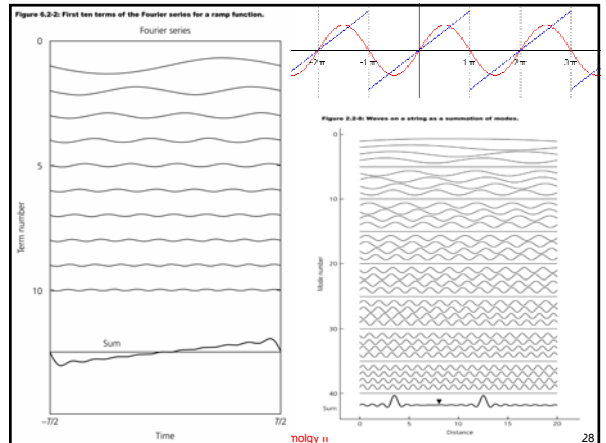 Figure 6.2-2: First ten terms of the Fourier series for a ramp function.
Fourier series
0
5
10
Term number
Sum
-T/2
T/2
Time
-2π
-1π
0
1π
2π
3π
Figure 2.2-8: Waves on a string as a summation of modes.
0
10
20
30
40
Mode number
Sum
0
5
10
15
20
Distance
28